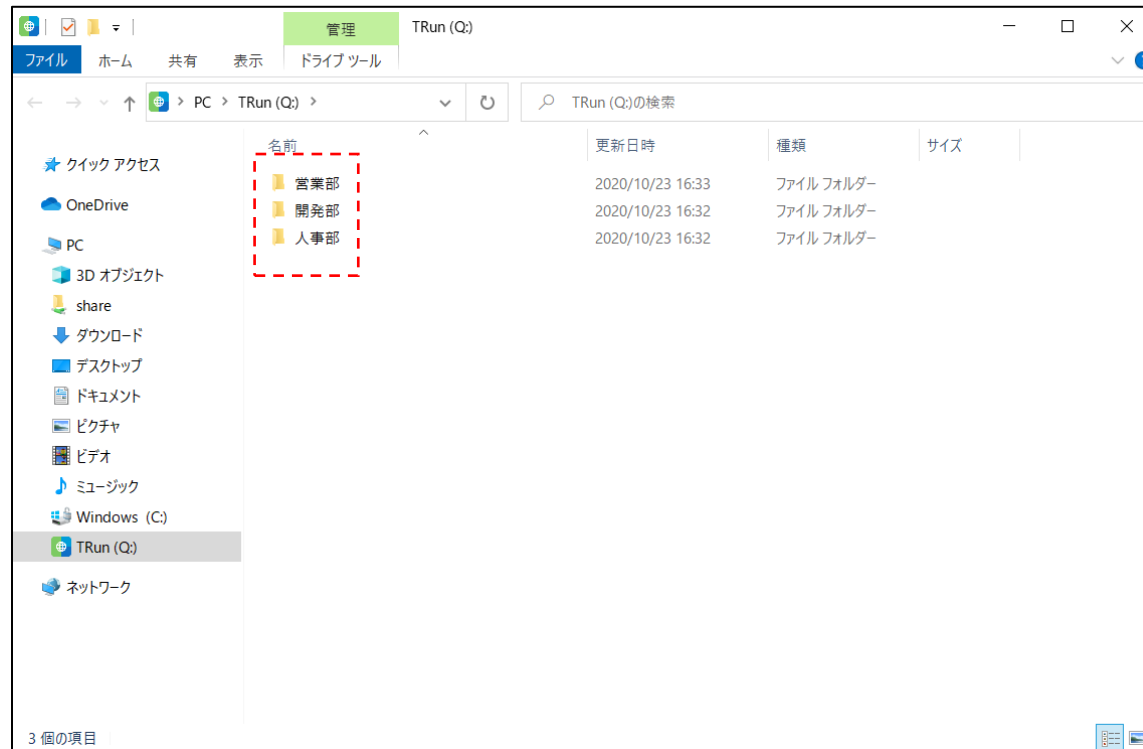 管理 TRun (Q:)
ファイル ホーム 共有 表示 ドライブ ツール
PC > TRun (Q:) > TRun (Q:)の検索
名前 更新日時 種類 サイズ
クイック アクセス
OneDrive
PC
3D オブジェクト
share
ダウンロード
デスクトップ
ドキュメント
ピクチャ
ビデオ
ミュージック
Windows (C:)
TRun (Q:)
ネットワーク
営業部 2020/10/23 16:33 ファイル フォルダー
開発部 2020/10/23 16:32 ファイル フォルダー
人事部 2020/10/23 16:32 ファイル フォルダー
3 個の項目